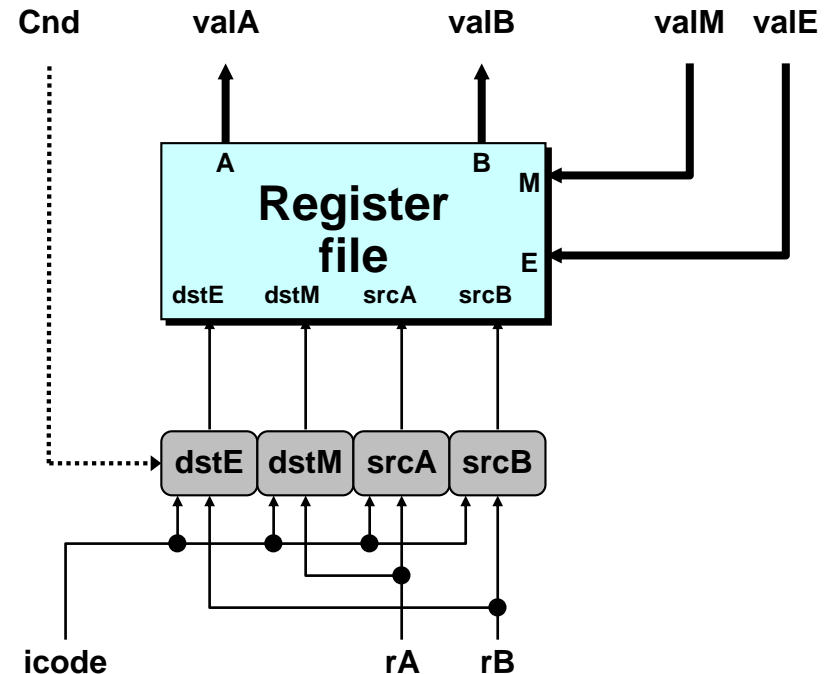 Cnd valA valB valM valE
A B
M
Register
file
E
dstE dstM srcA srcB
dstE dstM srcA srcB
icode rA rB